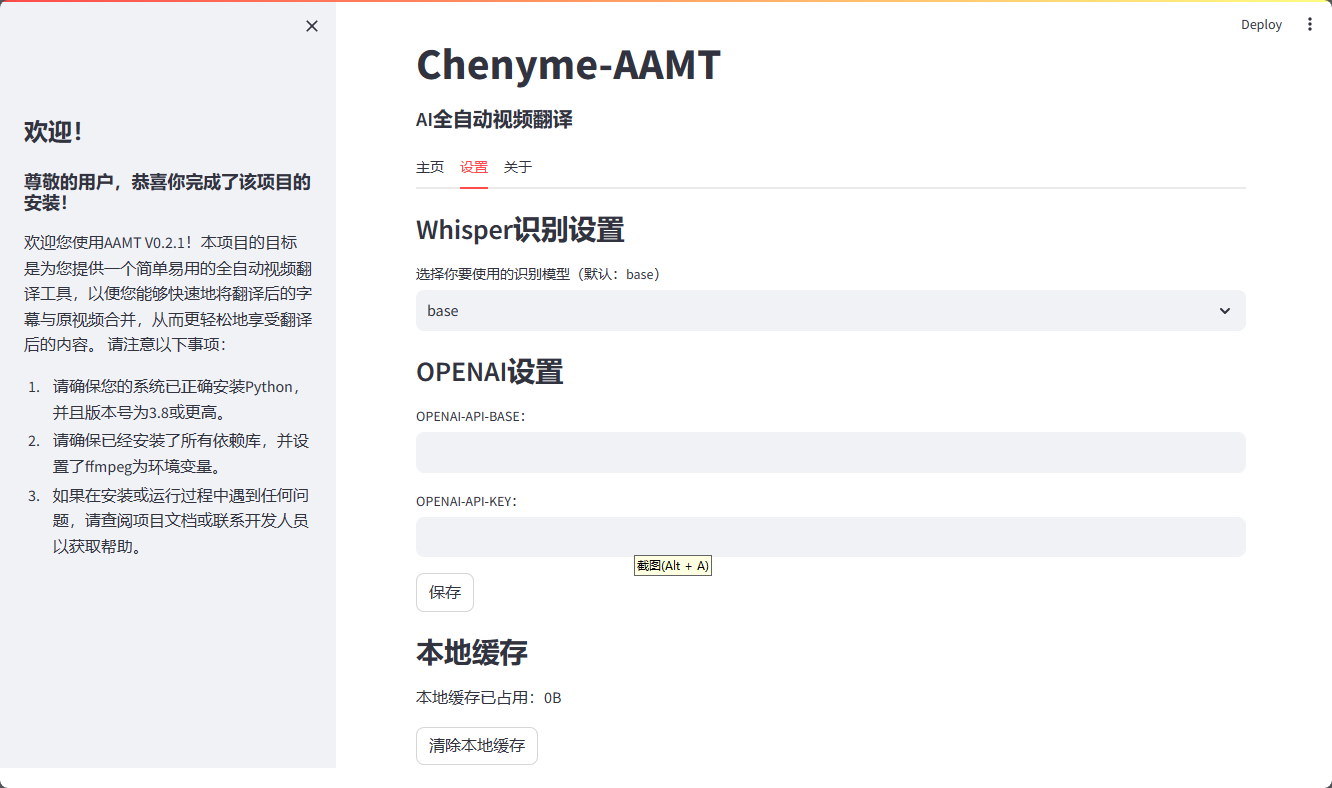 Deploy
欢迎！
尊敬的用户，恭喜你完成了该项目的
安装！
欢迎您使用AAMT V0.2.1！本项目的目标
是为您提供一个简单易用的全自动视频翻
译工具，以便您能够快速地将翻译后的字
幕与原视频合并，从而更轻松地享受翻译
后的内容。 请注意以下事项：
1. 请确保您的系统已正确安装Python，
并且版本号为3.8或更高。
2. 请确保已经安装了所有依赖库，并设
置了ffmpeg为环境变量。
3. 如果在安装或运行过程中遇到任何问
题，请查阅项目文档或联系开发人员
以获取帮助。
Chenyme-AAMT
AI全自动视频翻译
主页 设置 关于
Whisper识别设置
选择你要使用的识别模型（默认：base）
base
OPENAI设置
OPENAI-API-BASE：
OPENAI-API-KEY：
截图(Alt + A)
保存
本地缓存
本地缓存已占用：0B
清除本地缓存